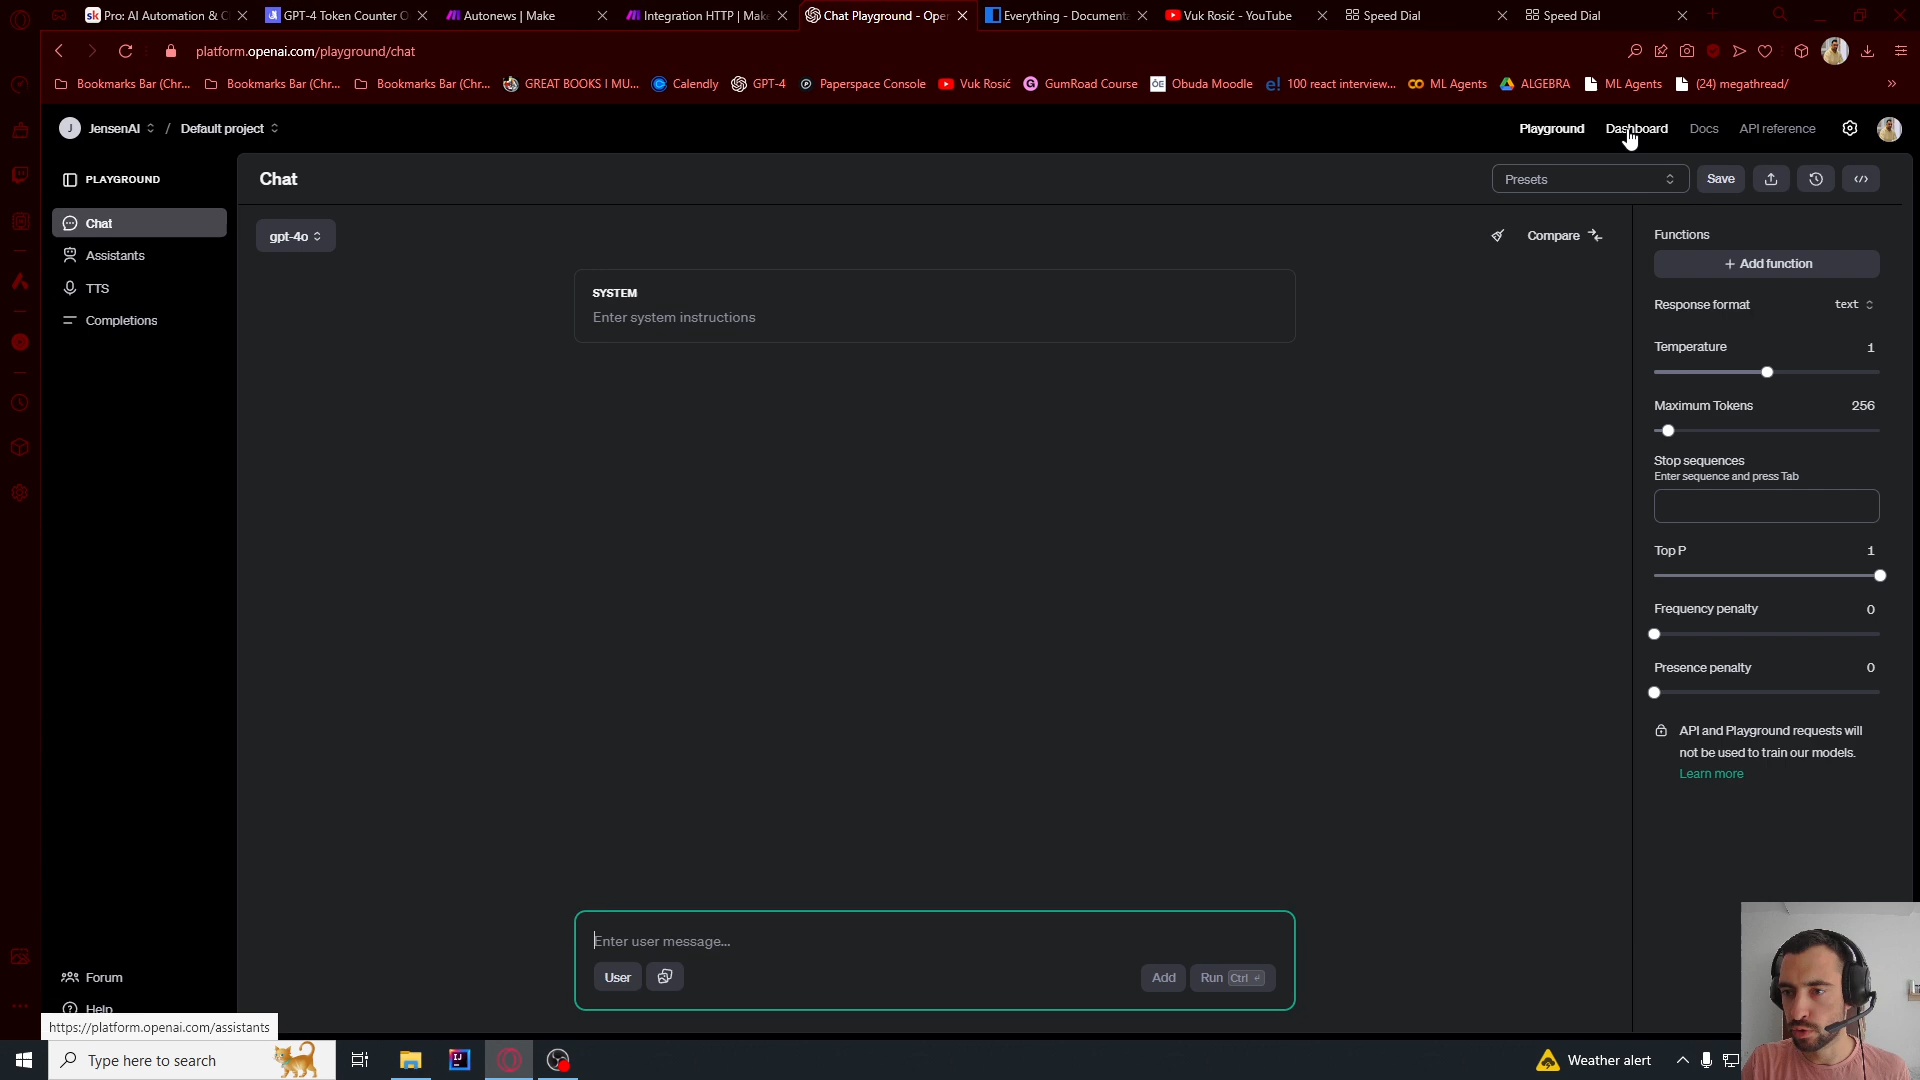 Pro: AI Automation & C
GPT-4 Token Counter O
Autonews | Make
Integration HTTP | Make
Chat Playground - Ope
Everything - Documenta
Vuk Rosić - YouTube
Speed Dial
Speed Dial
platform.openai.com/playground/chat
Bookmarks Bar (Chr...
Bookmarks Bar (Chr...
Bookmarks Bar (Chr...
GREAT BOOKS I MU...
Calendly
GPT-4
Paperspace Console
Vuk Rosić
GumRoad Course
Obuda Moodle
100 react interview...
ML Agents
ALGEBRA
ML Agents
(24) megathread/
J JensenAI / Default project
Playground
Dashboard
Docs
API reference
PLAYGROUND
Chat
Assistants
TTS
Completions
Chat
Presets
Save
gpt-4o
Compare
SYSTEM
Enter system instructions
Functions
+ Add function
Response format text
Temperature 1
Maximum Tokens 256
Stop sequences
Enter sequence and press Tab
Top P 1
Frequency penalty 0
Presence penalty 0
API and Playground requests will
not be used to train our models.
Learn more
Enter user message...
User
Add
Run Ctrl ↵
Forum
Help
https://platform.openai.com/assistants
Type here to search
Weather alert